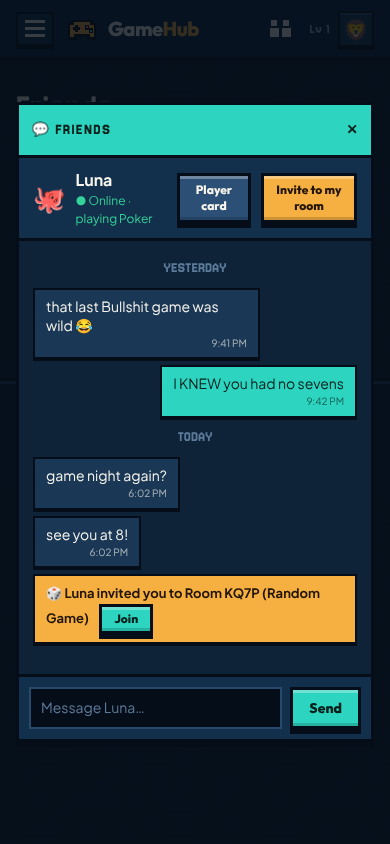 GameHub
Lv 1
Friends
💬 FRIENDS
×
Luna
Online ·
playing Poker
Player
card
Invite to my
room
YESTERDAY
that last Bullshit game was
wild 😂
9:41 PM
I KNEW you had no sevens
9:42 PM
TODAY
game night again?
6:02 PM
see you at 8!
6:02 PM
🎲 Luna invited you to Room KQ7P (Random
Game) Join
Message Luna...
Send